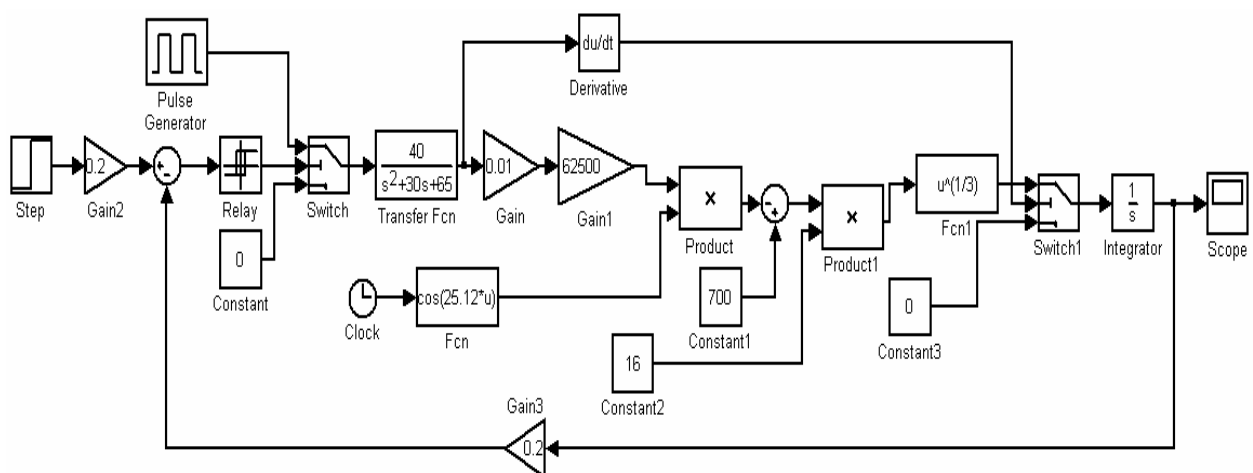 du/dt
Derivative
Pulse
Generator
Step
0.2
Gain2
+
-
Relay
Switch
40
s²+30s+65
Transfer Fcn
0.01
Gain
62500
Gain1
×
Product
-
+
×
Product1
u^(1/3)
Fcn1
Switch1
1
s
Integrator
Scope
0
Constant
Clock
cos(25.12*u)
Fcn
700
Constant1
16
Constant2
0
Constant3
Gain3
0.2